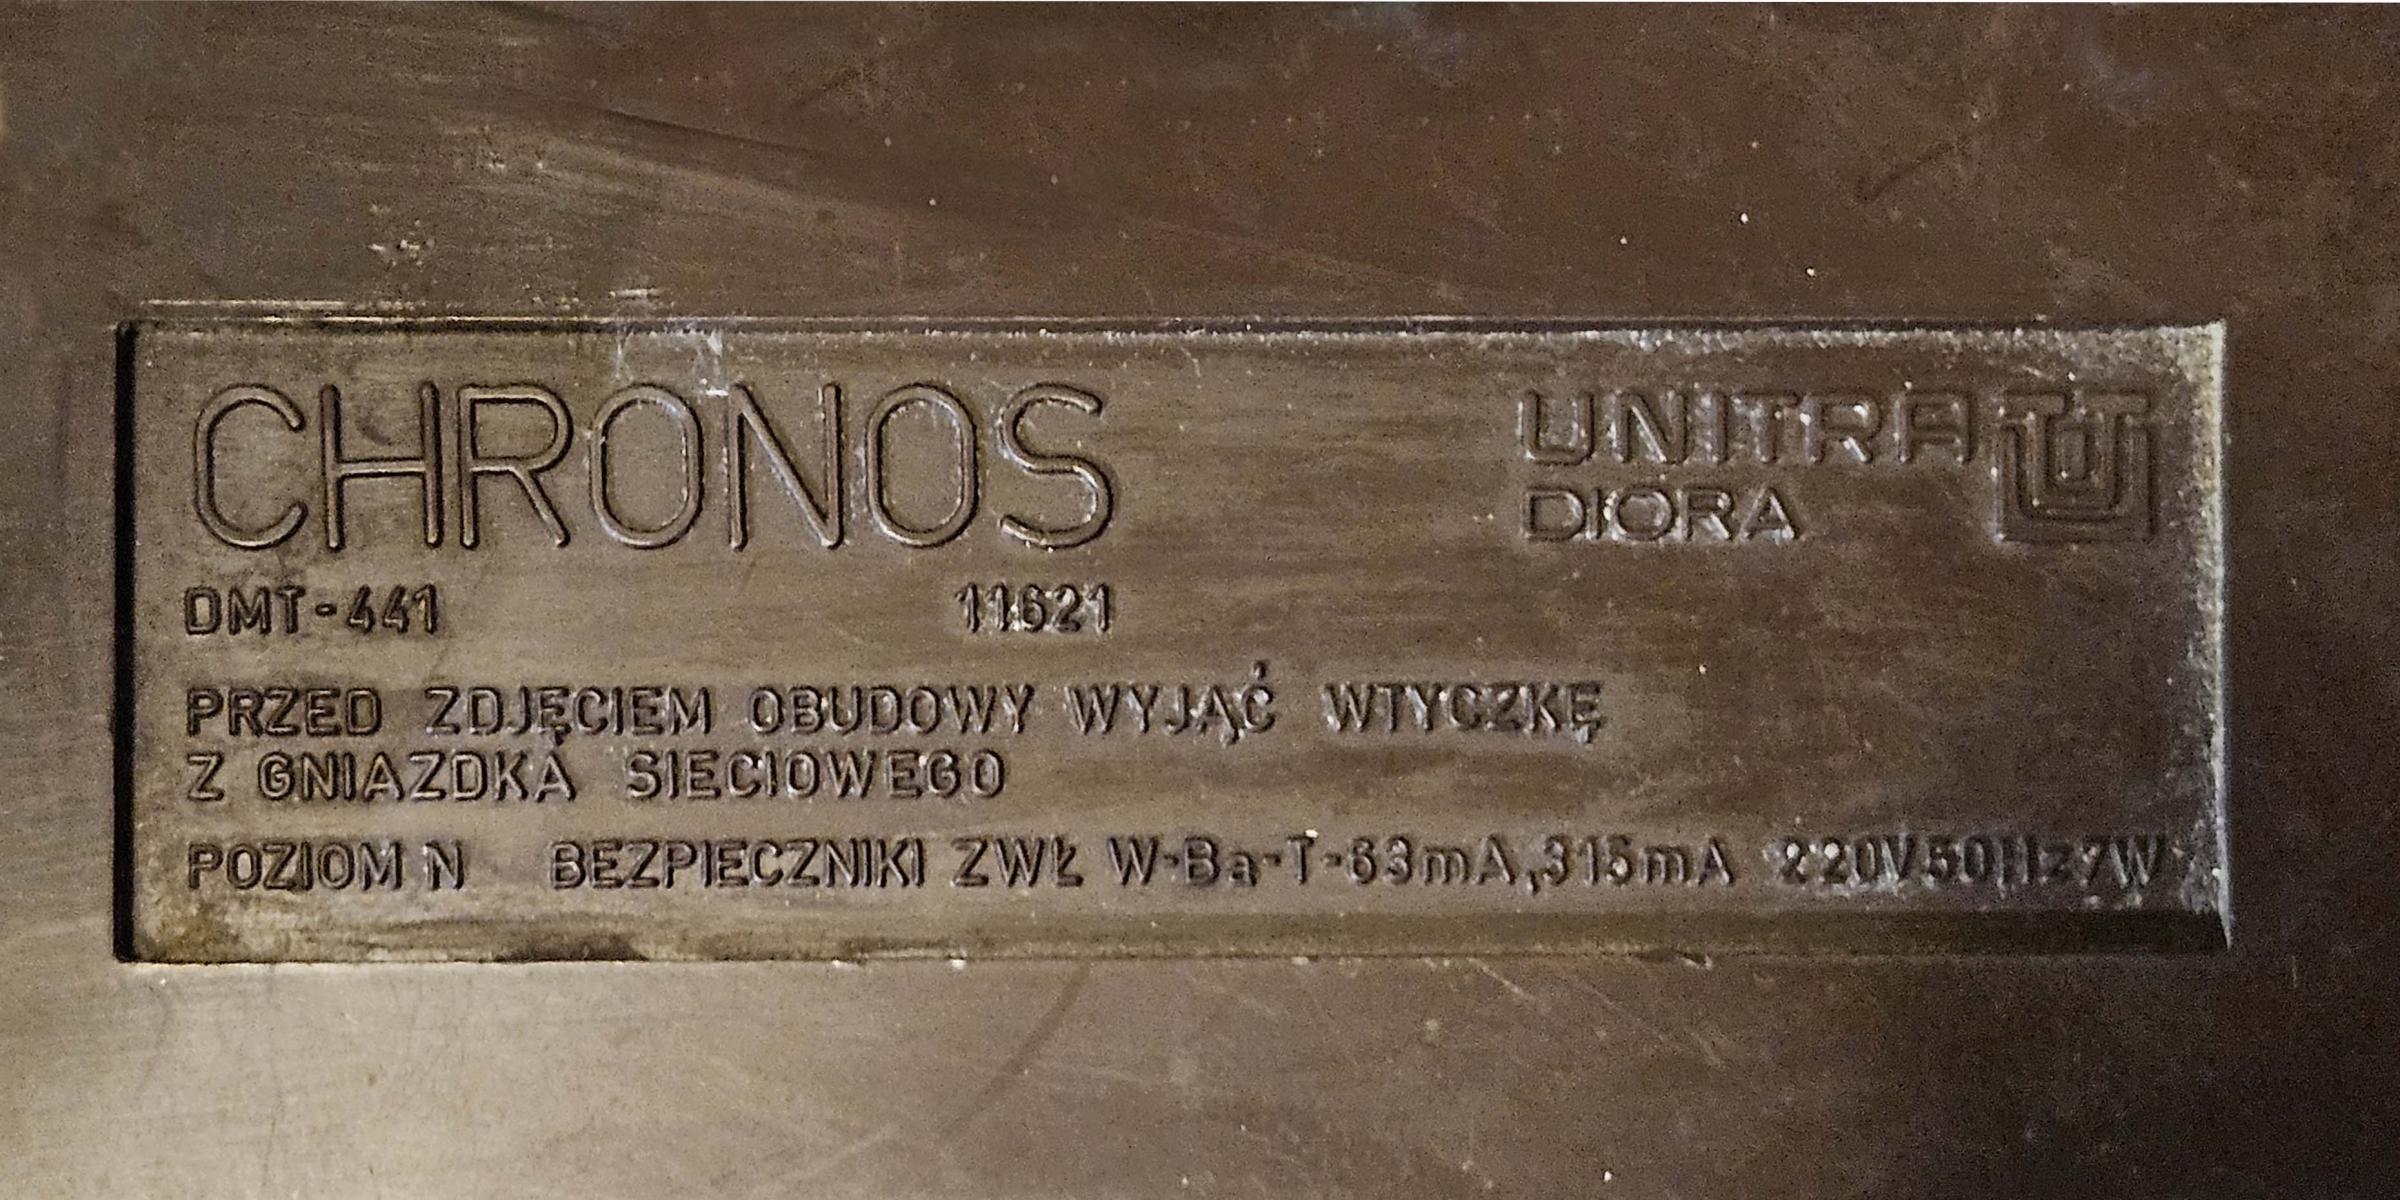 CHRONOS
UNITRA
DIORA
DMT-441 11621
PRZED ZDJĘCIEM OBUDOWY WYJĄĆ WTYCZKĘ
Z GNIAZDKA SIECIOWEGO
POZIOM N BEZPIECZNIKI ZWŁ W-Ba-T-63mA,315mA 220V50Hz7W